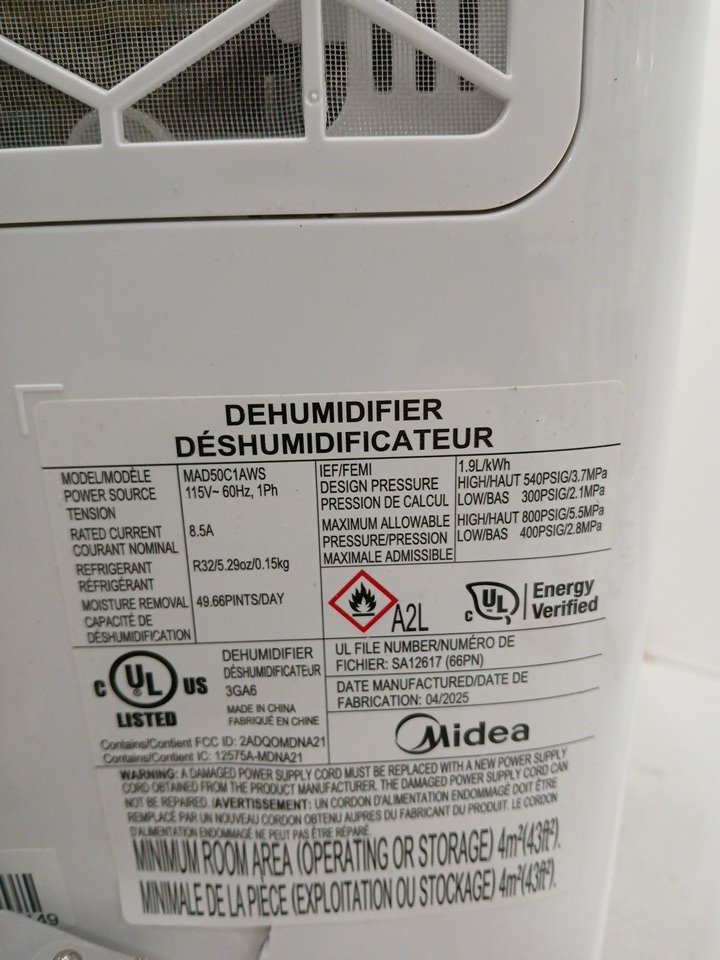 DEHUMIDIFIER
DÉSHUMIDIFICATEUR
MODEL/MODÈLE MAD50C1AWS
POWER SOURCE 115V~ 60Hz, 1Ph
TENSION
RATED CURRENT 8.5A
COURANT NOMINAL
REFRIGERANT R32/5.29oz/0.15kg
RÉFRIGÉRANT
MOISTURE REMOVAL 49.66PINTS/DAY
CAPACITÉ DE
DÉSHUMIDIFICATION
IEF/FEMI 1.9L/kWh
DESIGN PRESSURE HIGH/HAUT 540PSIG/3.7MPa
PRESSION DE CALCUL LOW/BAS 300PSIG/2.1MPa
MAXIMUM ALLOWABLE HIGH/HAUT 800PSIG/5.5MPa
PRESSURE/PRESSION LOW/BAS 400PSIG/2.8MPa
MAXIMALE ADMISSIBLE
A2L
c UL Energy
Verified
c UL US
LISTED
DEHUMIDIFIER
DÉSHUMIDIFICATEUR
3GA6
MADE IN CHINA
FABRIQUÉ EN CHINE
UL FILE NUMBER/NUMÉRO DE
FICHIER: SA12617 (66PN)
DATE MANUFACTURED/DATE DE
FABRICATION: 04/2025
Midea
Contains/Contient FCC ID: 2ADQOMDNA21
Contains/Contient IC: 12575A-MDNA21
WARNING: A DAMAGED POWER SUPPLY CORD MUST BE REPLACED WITH A NEW POWER SUPPLY
CORD OBTAINED FROM THE PRODUCT MANUFACTURER. THE DAMAGED POWER SUPPLY CORD CAN
NOT BE REPAIRED. /AVERTISSEMENT: UN CORDON D'ALIMENTATION ENDOMMAGÉ DOIT ÊTRE
REMPLACÉ PAR UN NOUVEAU CORDON OBTENU AUPRES DU FABRICANT DU PRODUIT. LE CORDON
D'ALIMENTATION ENDOMMAGÉ NE PEUT PAS ÊTRE RÉPARÉ.
MINIMUM ROOM AREA (OPERATING OR STORAGE) 4m²(43ft²).
MINIMALE DE LA PIÈCE (EXPLOITATION OU STOCKAGE) 4m²(43ft²).
49